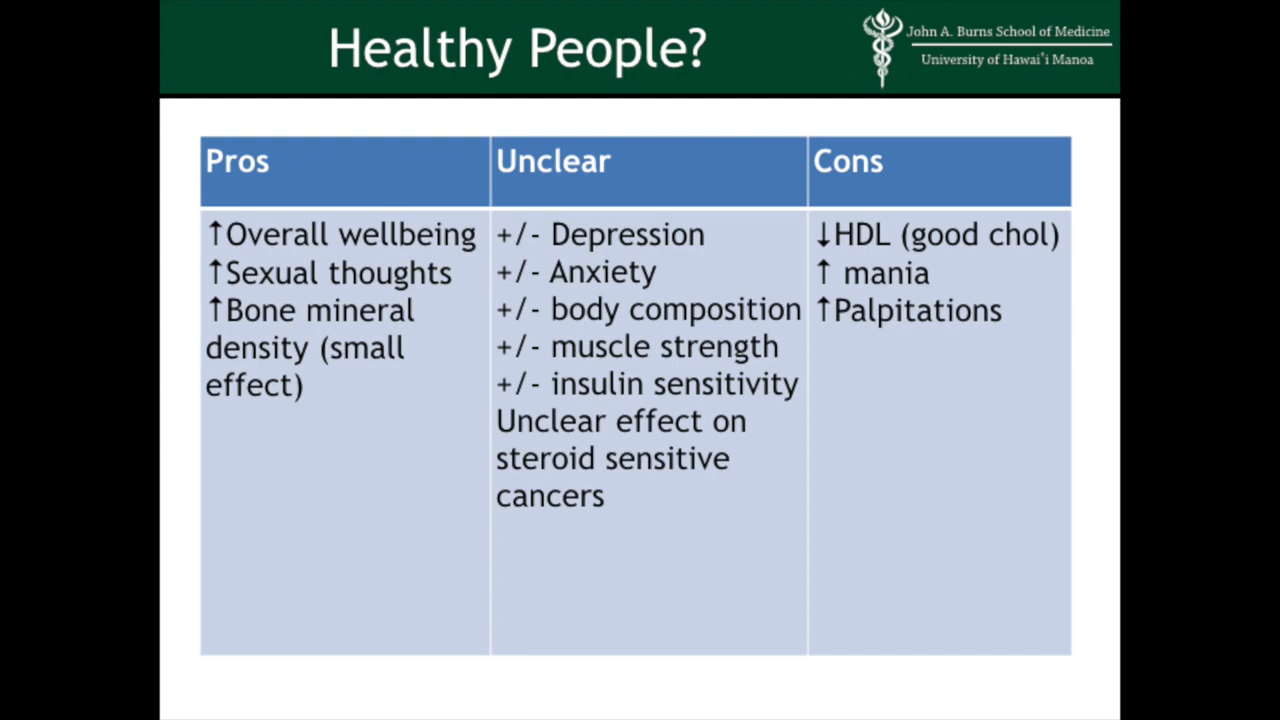 Healthy People?
John A. Burns School of Medicine
University of Hawai'i Manoa
Pros
Unclear
Cons
↑Overall wellbeing
↑Sexual thoughts
↑Bone mineral
density (small
effect)
+/- Depression
+/- Anxiety
+/- body composition
+/- muscle strength
+/- insulin sensitivity
Unclear effect on
steroid sensitive
cancers
↓HDL (good chol)
↑ mania
↑Palpitations